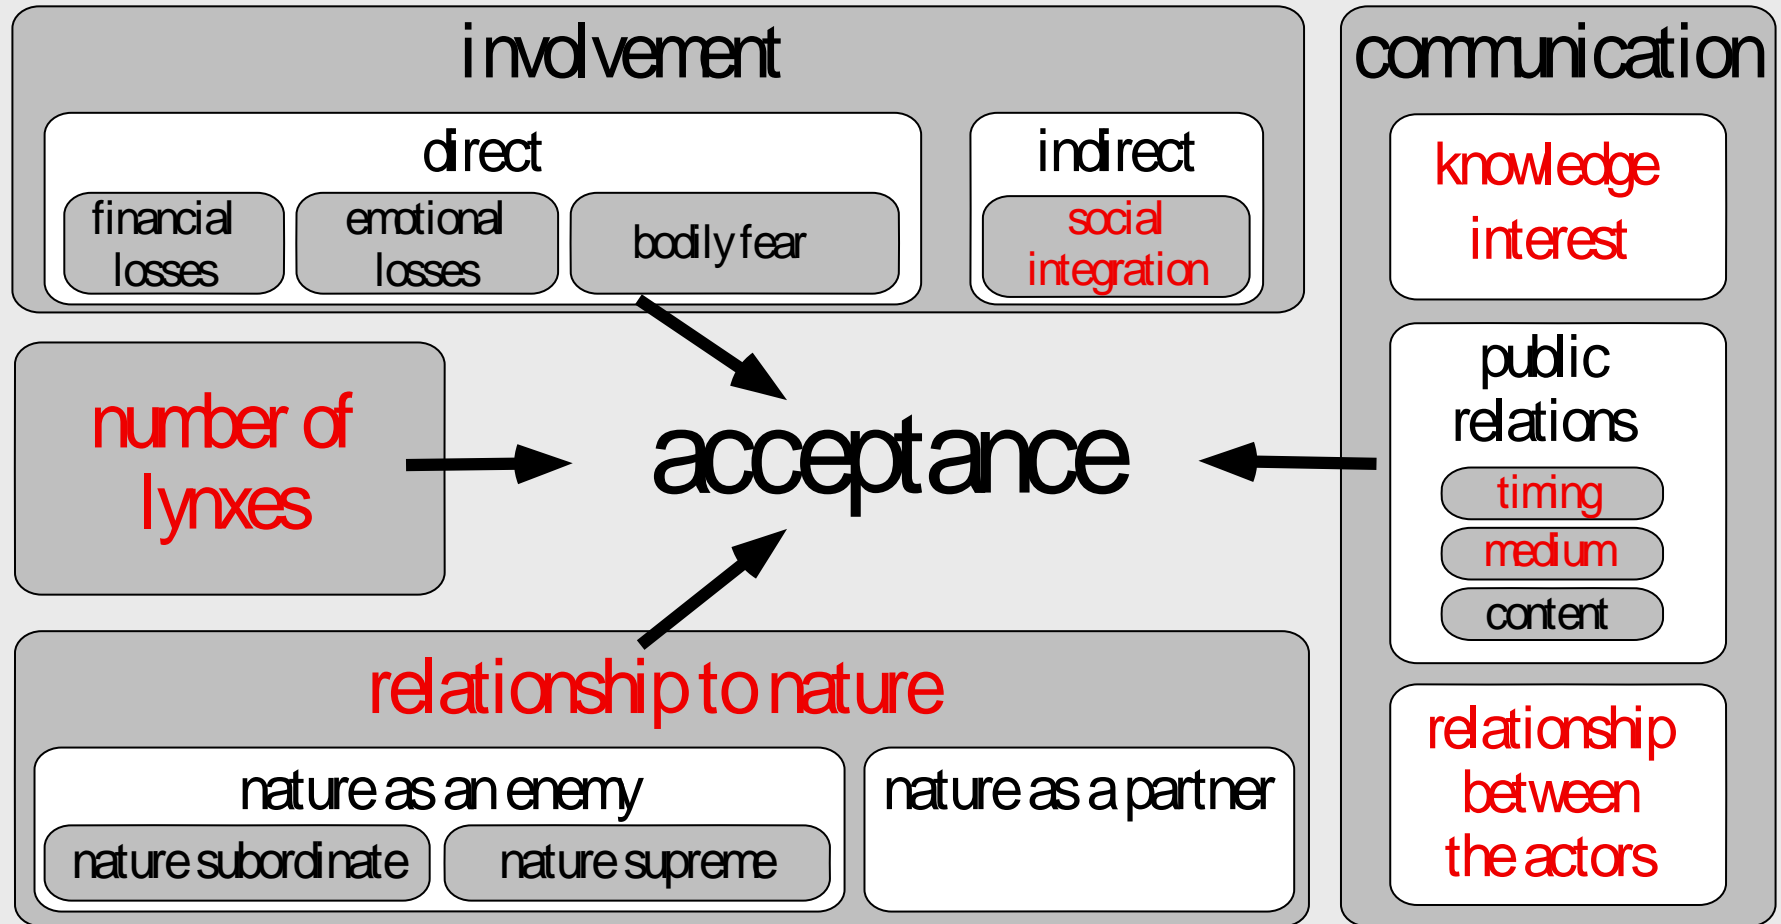 involvement
direct
financial
losses
emotional
losses
bodily fear
indirect
social
integration
communication
knowledge
interest
public
relations
timing
medium
content
relationship
between
the actors
number of
lynxes
acceptance
relationship to nature
nature as an enemy
nature subordinate
nature supreme
nature as a partner